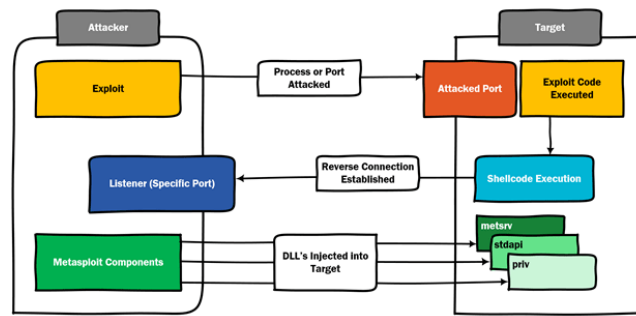 Attacker
Target
Exploit
Process or Port
Attacked
Attacked Port
Exploit Code
Executed
Listener (Specific Port)
Reverse Connection
Established
Shellcode Execution
Metasploit Components
DLL's Injected into
Target
metsrv
stdapi
priv